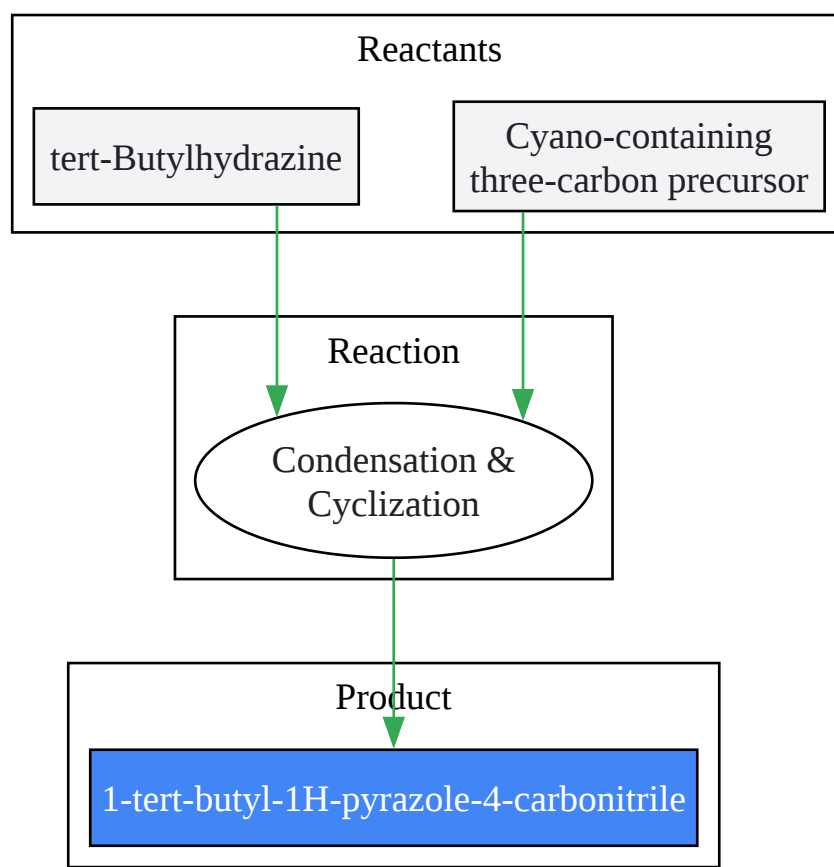 Reactants
tert-Butylhydrazine
Cyano-containing
three-carbon precursor
Reaction
Condensation &
Cyclization
Product
1-tert-butyl-1H-pyrazole-4-carbonitrile